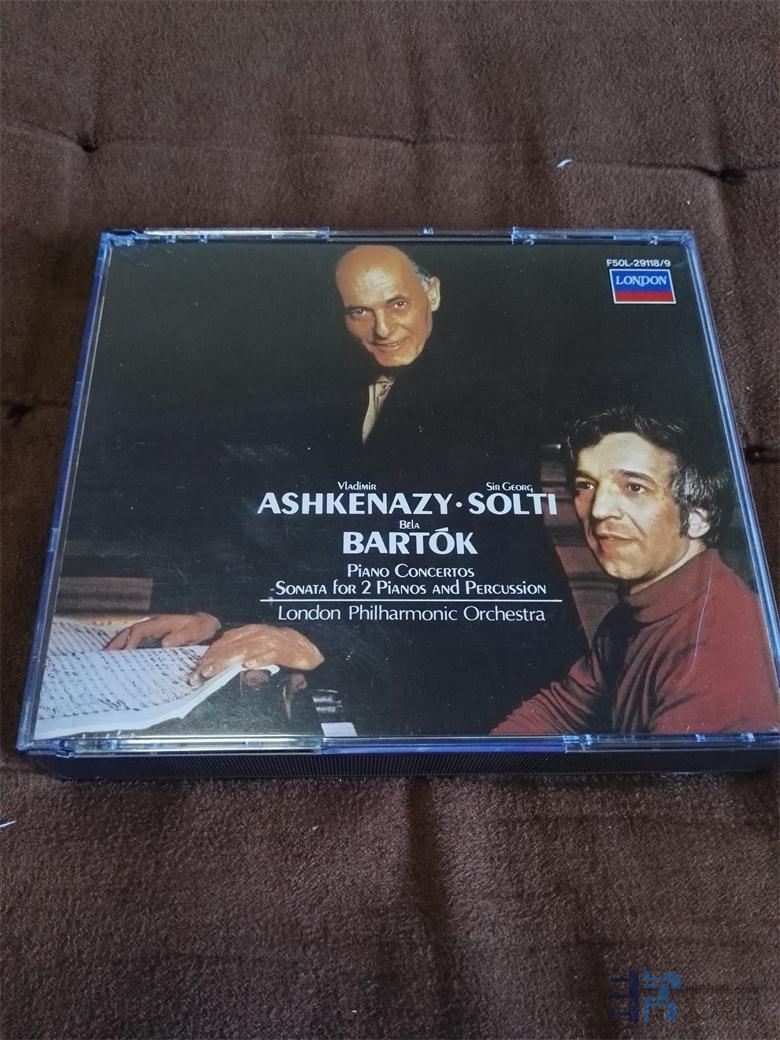 F50L-29118/9
LONDON
Vladimir Sir Georg
ASHKENAZY · SOLTI
Béla
BARTÓK
Piano Concertos
-Sonata for 2 Pianos and Percussion
London Philharmonic Orchestra